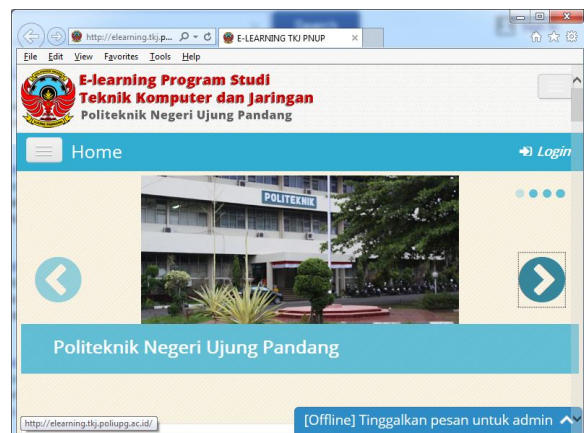 http://elearning.tkj.p...
E-LEARNING TKJ PNUP
File Edit View Favorites Tools Help
E-learning Program Studi
Teknik Komputer dan Jaringan
Politeknik Negeri Ujung Pandang
Home
Login
POLITEKNIK
Politeknik Negeri Ujung Pandang
http://elearning.tkj.poliupg.ac.id/
[Offline] Tinggalkan pesan untuk admin